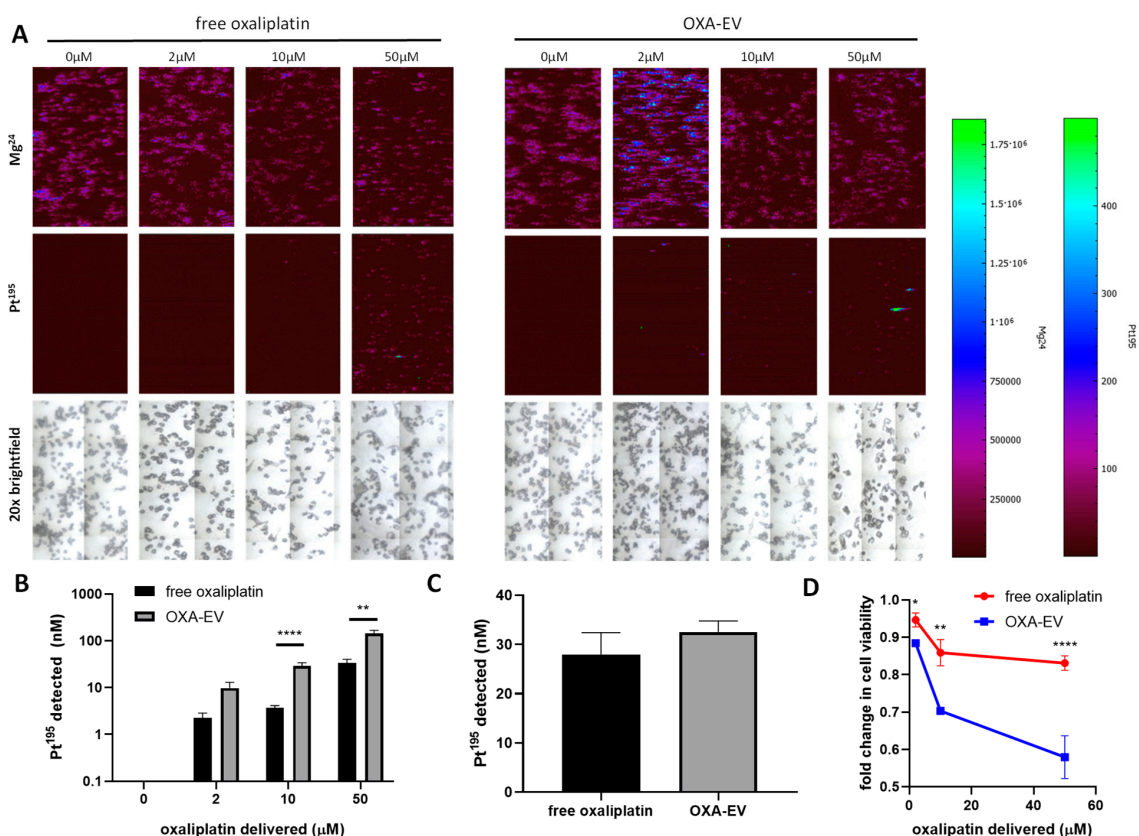 A
free oxaliplatin
OXA-EV
0µM 2µM 10µM 50µM 0µM 2µM 10µM 50µM
Mg²⁴
Pt¹⁹⁵
20x brightfield
1.75·10⁶
1.5·10⁶
1.25·10⁶
1·10⁶
750000
500000
250000
Mg24
400
300
200
100
Pt195
B
free oxaliplatin
OXA-EV
1000
100
10
1
0.1
Pt¹⁹⁵ detected (nM)
**** **
0 2 10 50
oxaliplatin delivered (µM)
C
40
30
20
10
0
Pt¹⁹⁵ detected (nM)
free oxaliplatin OXA-EV
D
free oxaliplatin
OXA-EV
1.0
0.9
0.8
0.7
0.6
0.5
fold change in cell viability
* ** ****
0 20 40 60
oxalipatin delivered (µM)